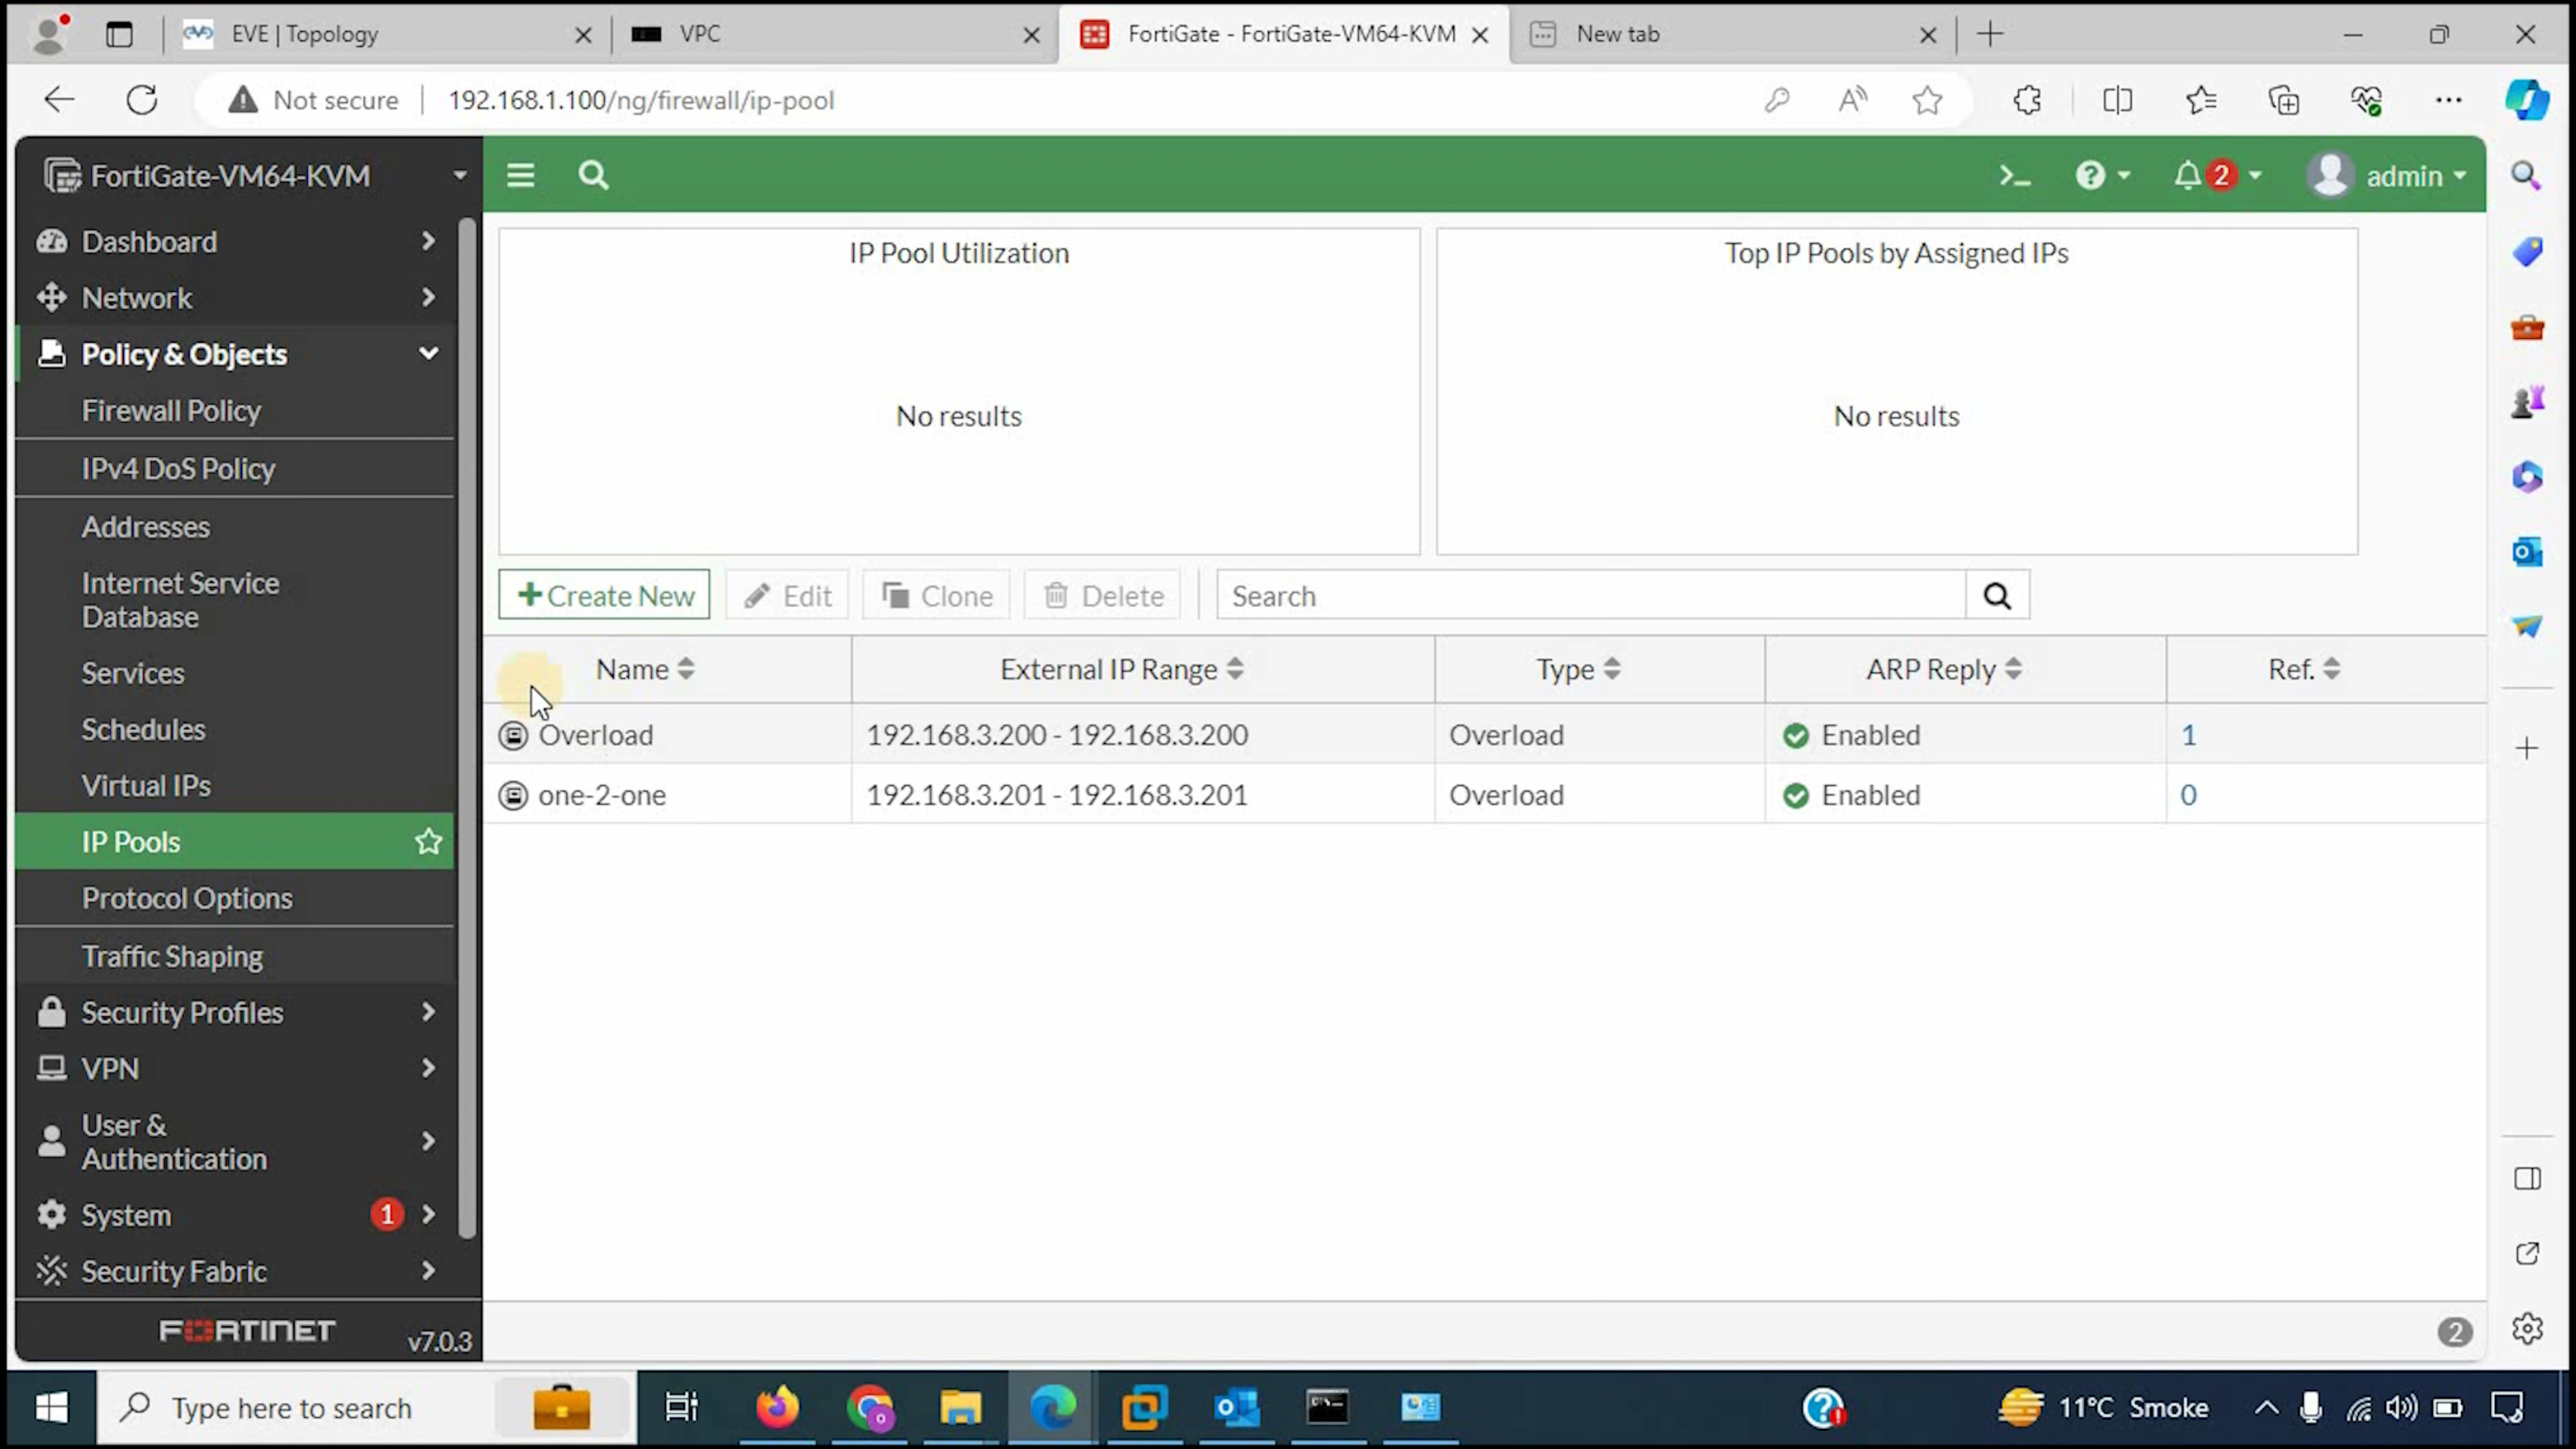 EVE | Topology
VPC
FortiGate - FortiGate-VM64-KVM
New tab
Not secure
192.168.1.100/ng/firewall/ip-pool
FortiGate-VM64-KVM
2
admin
Dashboard
Network
Policy & Objects
Firewall Policy
IPv4 DoS Policy
Addresses
Internet Service
Database
Services
Schedules
Virtual IPs
IP Pools
Protocol Options
Traffic Shaping
Security Profiles
VPN
User &
Authentication
System 1
Security Fabric
FORTINET v7.0.3
IP Pool Utilization
No results
Top IP Pools by Assigned IPs
No results
Create New Edit Clone Delete Search
Name External IP Range Type ARP Reply Ref.
Overload 192.168.3.200 - 192.168.3.200 Overload Enabled 1
one-2-one 192.168.3.201 - 192.168.3.201 Overload Enabled 0
2
Type here to search
11°C Smoke